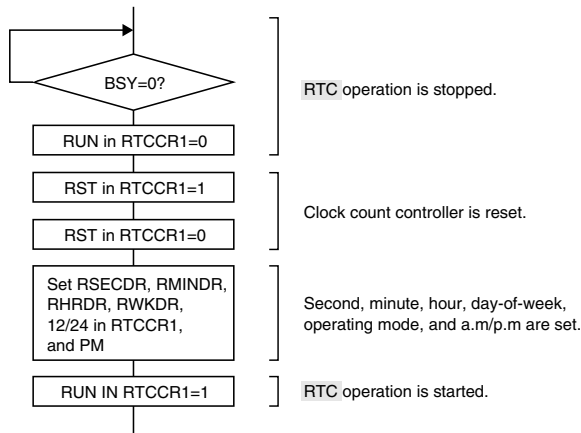 BSY=0?
RTC operation is stopped.
RUN in RTCCR1=0
RST in RTCCR1=1
Clock count controller is reset.
RST in RTCCR1=0
Set RSECDR, RMINDR,
RHRDR, RWKDR,
12/24 in RTCCR1,
and PM
Second, minute, hour, day-of-week,
operating mode, and a.m/p.m are set.
RUN IN RTCCR1=1
RTC operation is started.